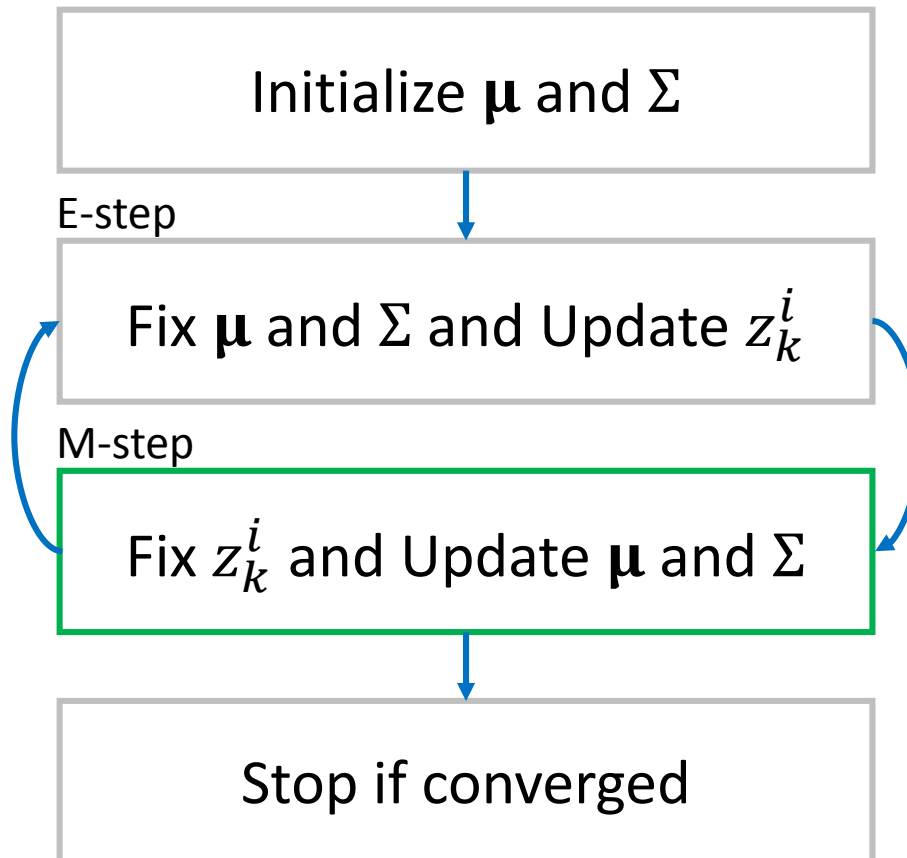 Initialize 𝛍 and Σ
E-step
Fix 𝛍 and Σ and Update $z_k^i$
M-step
Fix $z_k^i$ and Update 𝛍 and Σ
Stop if converged